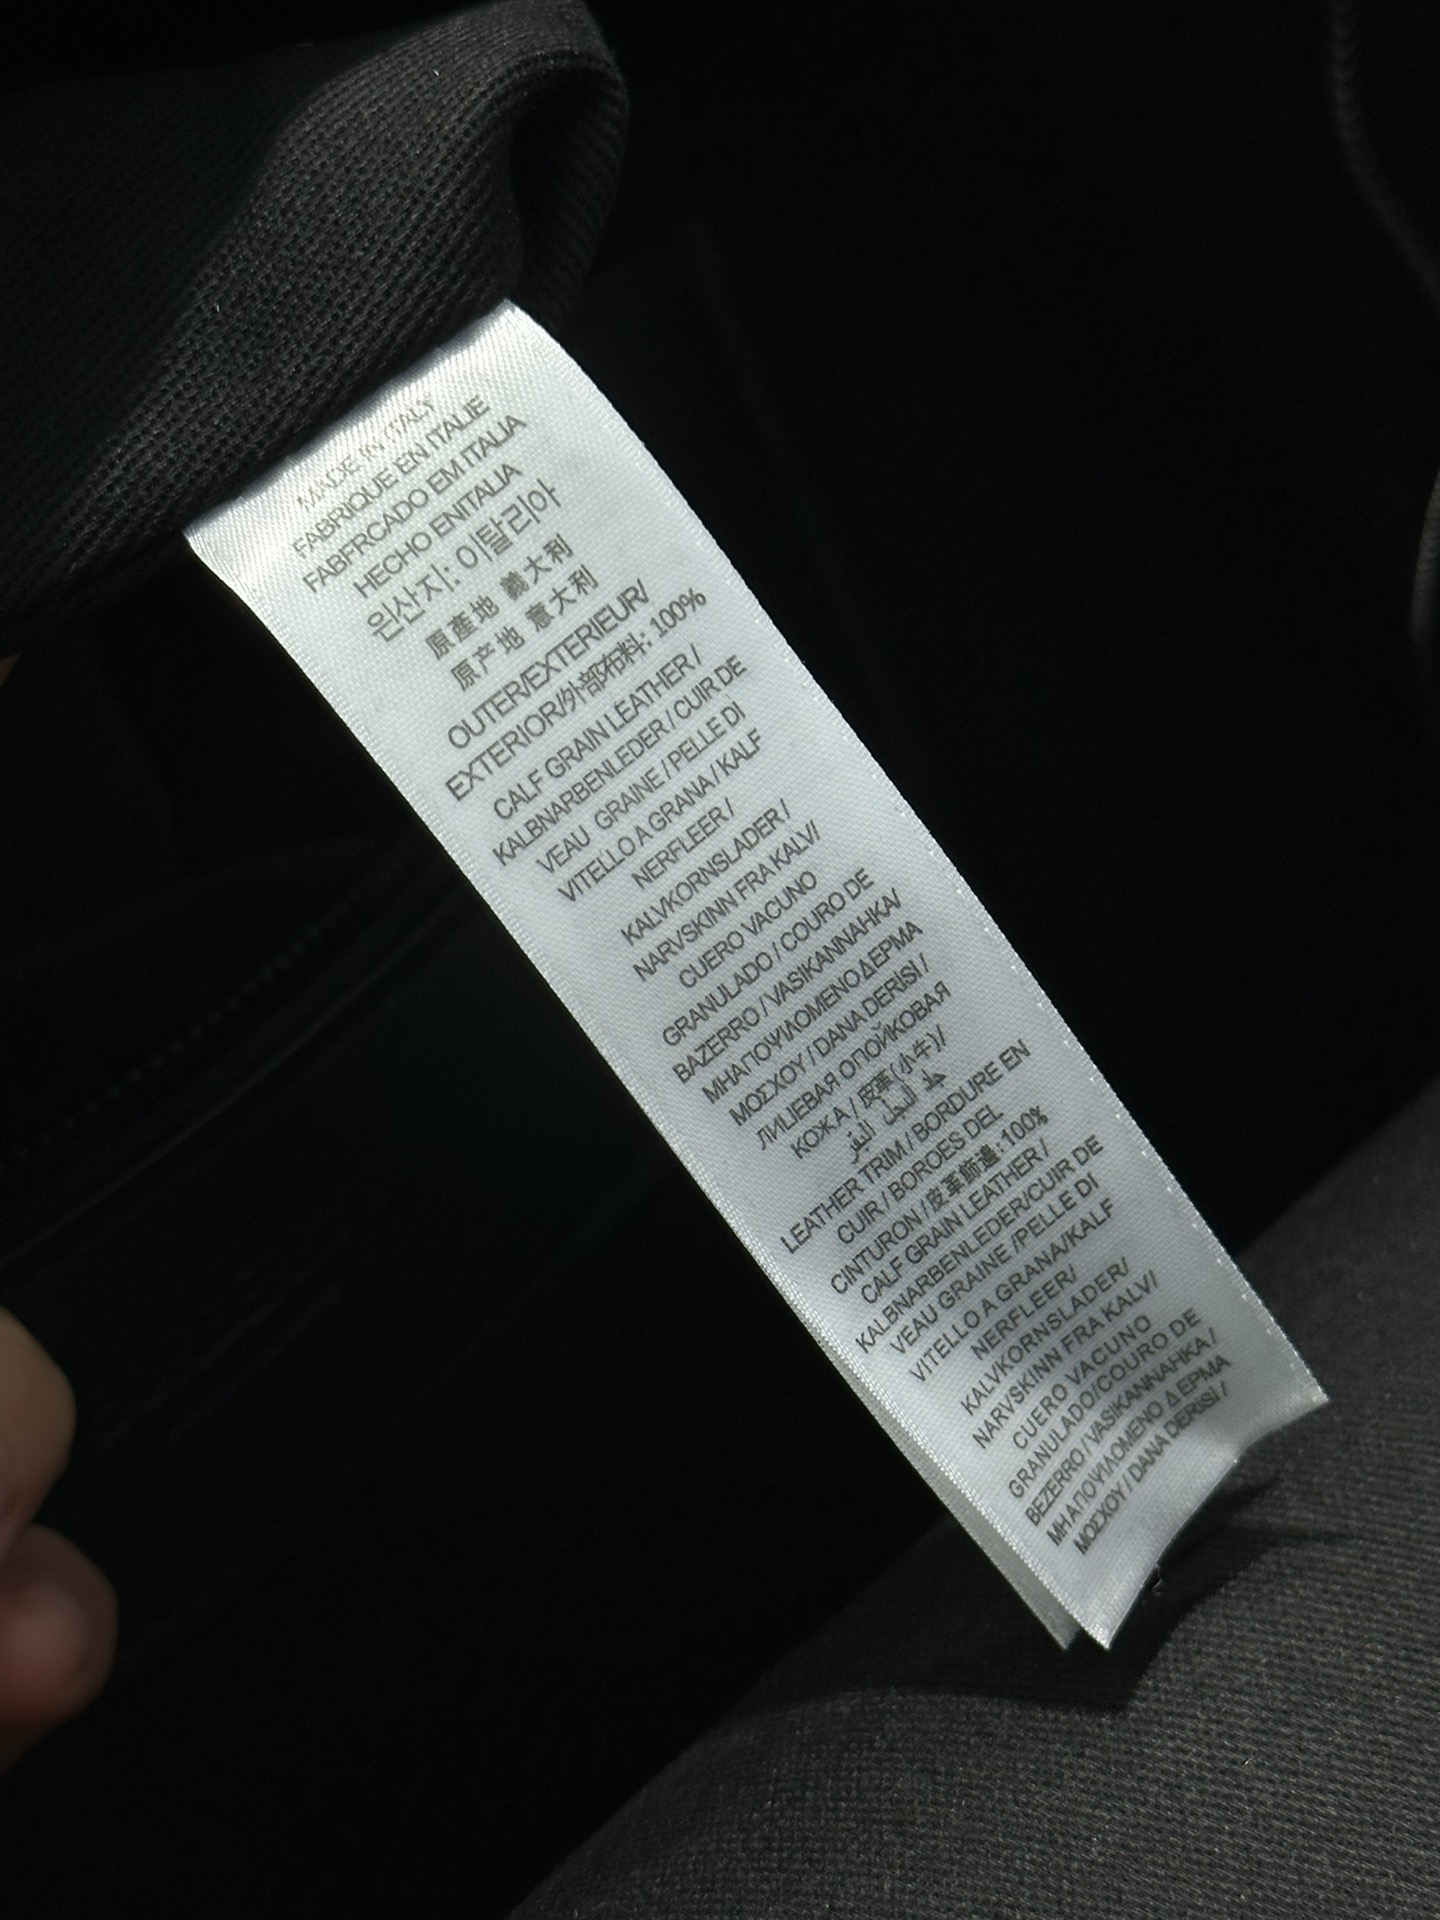 MADE IN ITALY
FABRIQUE EN ITALIE
FABFRCADO EM ITALIA
HECHO ENITALIA
왼산지: 이탈리아
原產地 義大利
原产地 意大利
OUTER/EXTERIEUR/
EXTERIOR/外部布料: 100%
CALF GRAIN LEATHER /
KALBNARBENLEDER / CUIR DE
VEAU GRAINE / PELLE DI
VITELLO A GRANA / KALF
NERFLEER /
KALVKORNSLADER /
NARVSKINN FRA KALV/
CUERO VACUNO
GRANULADO / COURO DE
BAZERRO / VASIKANNAHKA/
ΜΗΑΠΟΨΙΛΟΜΕΝΟ ΔΕΡΜΑ
ΜΟΣΧΟΥ / DANA DERISI /
ЛИЦЕВАЯ ОПОЙКОВАЯ
КОЖА / 皮革(小牛)/
LEATHER TRIM / BORDURE EN
CUIR / BOROES DEL
CINTURON / 皮革飾邊:100%
CALF GRAIN LEATHER /
KALBNARBENLEDER/CUIR DE
VEAU GRAINE /PELLE DI
VITELLO A GRANA/KALF
NERFLEER/
KALVKORNSLADER/
NARVSKINN FRA KALV/
CUERO VACUNO
GRANULADO/COURO DE
BEZERRO / VASIKANNAHKA /
ΜΗΑΠΟΨΙΛΟΜΕΝΟ ΔΕΡΜΑ
ΜΟΣΧΟΥ / DANA DERISI /